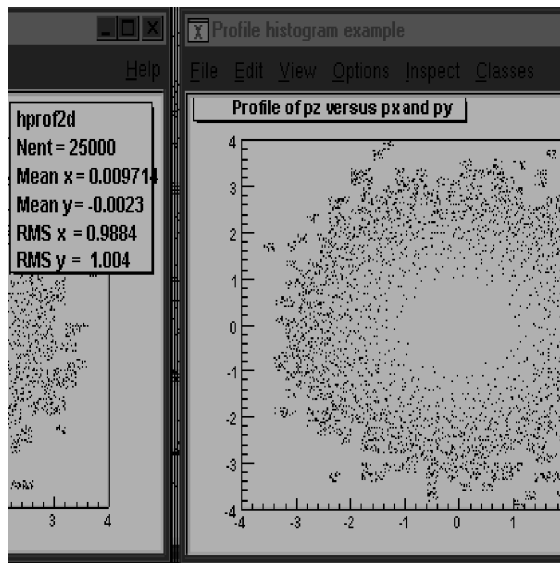 Help
hprof2d
Nent = 25000
Mean x = 0.009714
Mean y = -0.0023
RMS x = 0.9884
RMS y = 1.004
3
4
Profile histogram example
File Edit View Options Inspect Classes
Profile of pz versus px and py
4
3
2
1
0
-1
-2
-3
-4
-4 -3 -2 -1 0 1